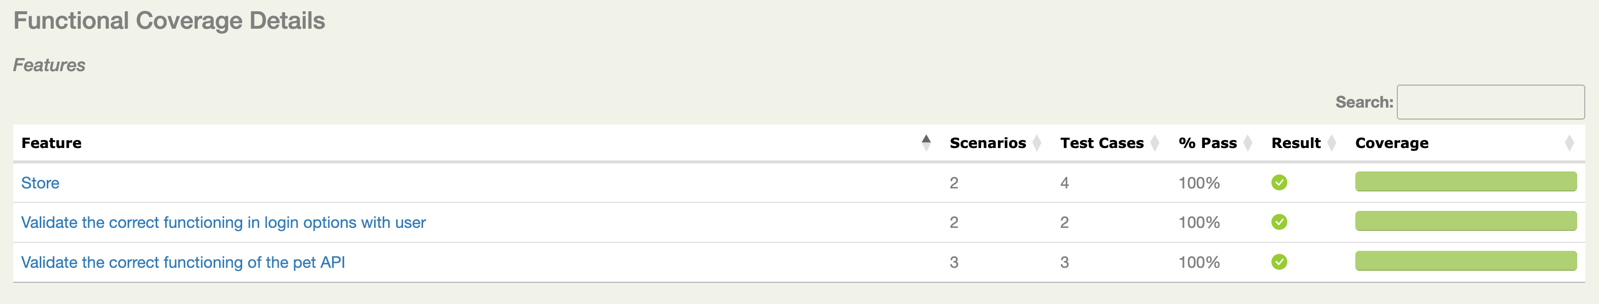 Functional Coverage Details
Features
Search:
Feature Scenarios Test Cases % Pass Result Coverage
Store 2 4 100%
Validate the correct functioning in login options with user 2 2 100%
Validate the correct functioning of the pet API 3 3 100%